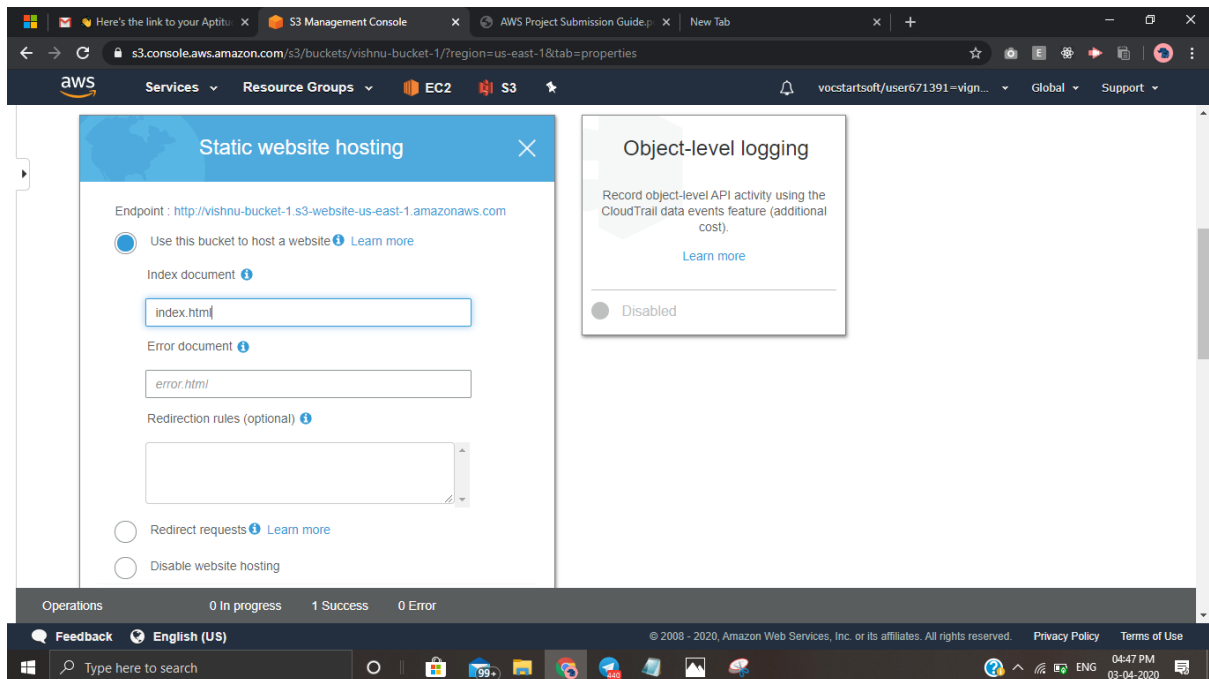 Here's the link to your Aptitu
S3 Management Console
AWS Project Submission Guide.p
New Tab
s3.console.aws.amazon.com/s3/buckets/vishnu-bucket-1/?region=us-east-1&tab=properties
E
aws
Services
Resource Groups
EC2
S3
vocstartsoft/user671391=vign...
Global
Support
Static website hosting
Endpoint : http://vishnu-bucket-1.s3-website-us-east-1.amazonaws.com
Use this bucket to host a website Learn more
Index document
index.html
Error document
error.html
Redirection rules (optional)
Redirect requests Learn more
Disable website hosting
Object-level logging
Record object-level API activity using the
CloudTrail data events feature (additional
cost).
Learn more
Disabled
Operations
0 In progress
1 Success
0 Error
Feedback
English (US)
© 2008 - 2020, Amazon Web Services, Inc. or its affiliates. All rights reserved.
Privacy Policy
Terms of Use
Type here to search
99+
440
ENG
04:47 PM
03-04-2020